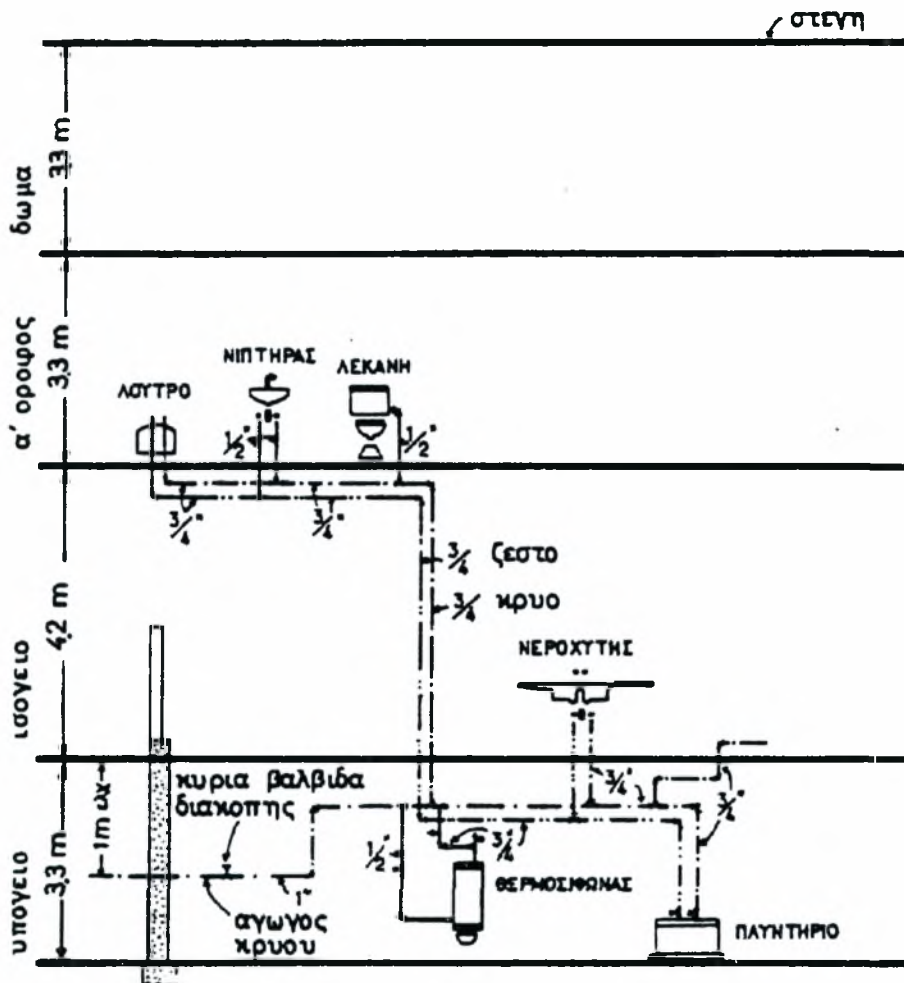 στεγη
3,3 m
δωμα
3,3 m
α' οροφος
ΛΟΥΤΡΟ
ΝΙΠΤΗΡΑΣ
ΛΕΚΑΝΗ
1/2"
1/2"
3/4"
3/4"
3/4 ζεστο
3/4 κρυο
4,2 m
ισογειο
ΝΕΡΟΧΥΤΗΣ
κυρια βαλβιδα
διακοπης
1m ελχ
3/4"
3/4"
3,3 m
υπογειο
1/2"
3/4"
1"
αγωγος
κρυου
ΘΕΡΜΟΣΙΦΩΝΑΣ
ΠΛΥΝΤΗΡΙΟ